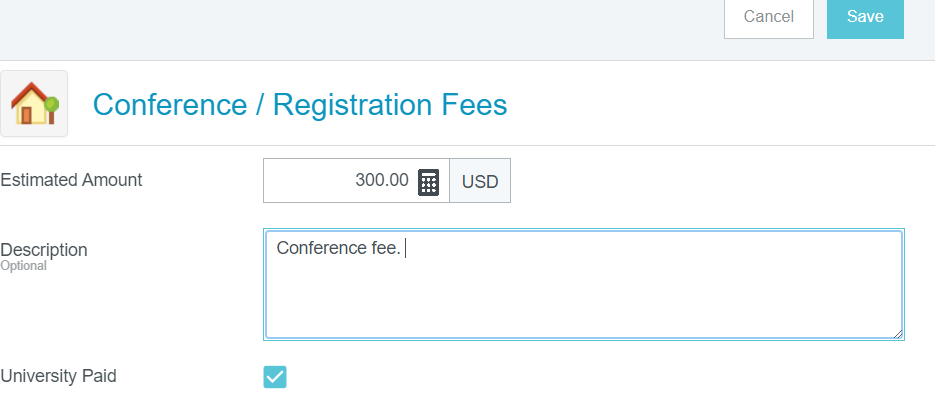 Cancel Save
Conference / Registration Fees
Estimated Amount 300.00 USD
Description Conference fee.
Optional
University Paid